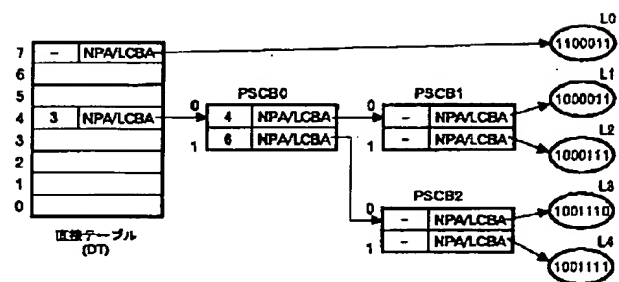 L0
7 - NPA/LCBA 1100011
6
5 L1
PSCB0 PSCB1 1000011
4 3 NPA/LCBA 0 4 NPA/LCBA 0 - NPA/LCBA
3 1 6 NPA/LCBA 1 - NPA/LCBA L2
2 1000111
1 PSCB2 L3
0 0 - NPA/LCBA 1001110
直接テーブル 1 - NPA/LCBA L4
(DT) 1001111